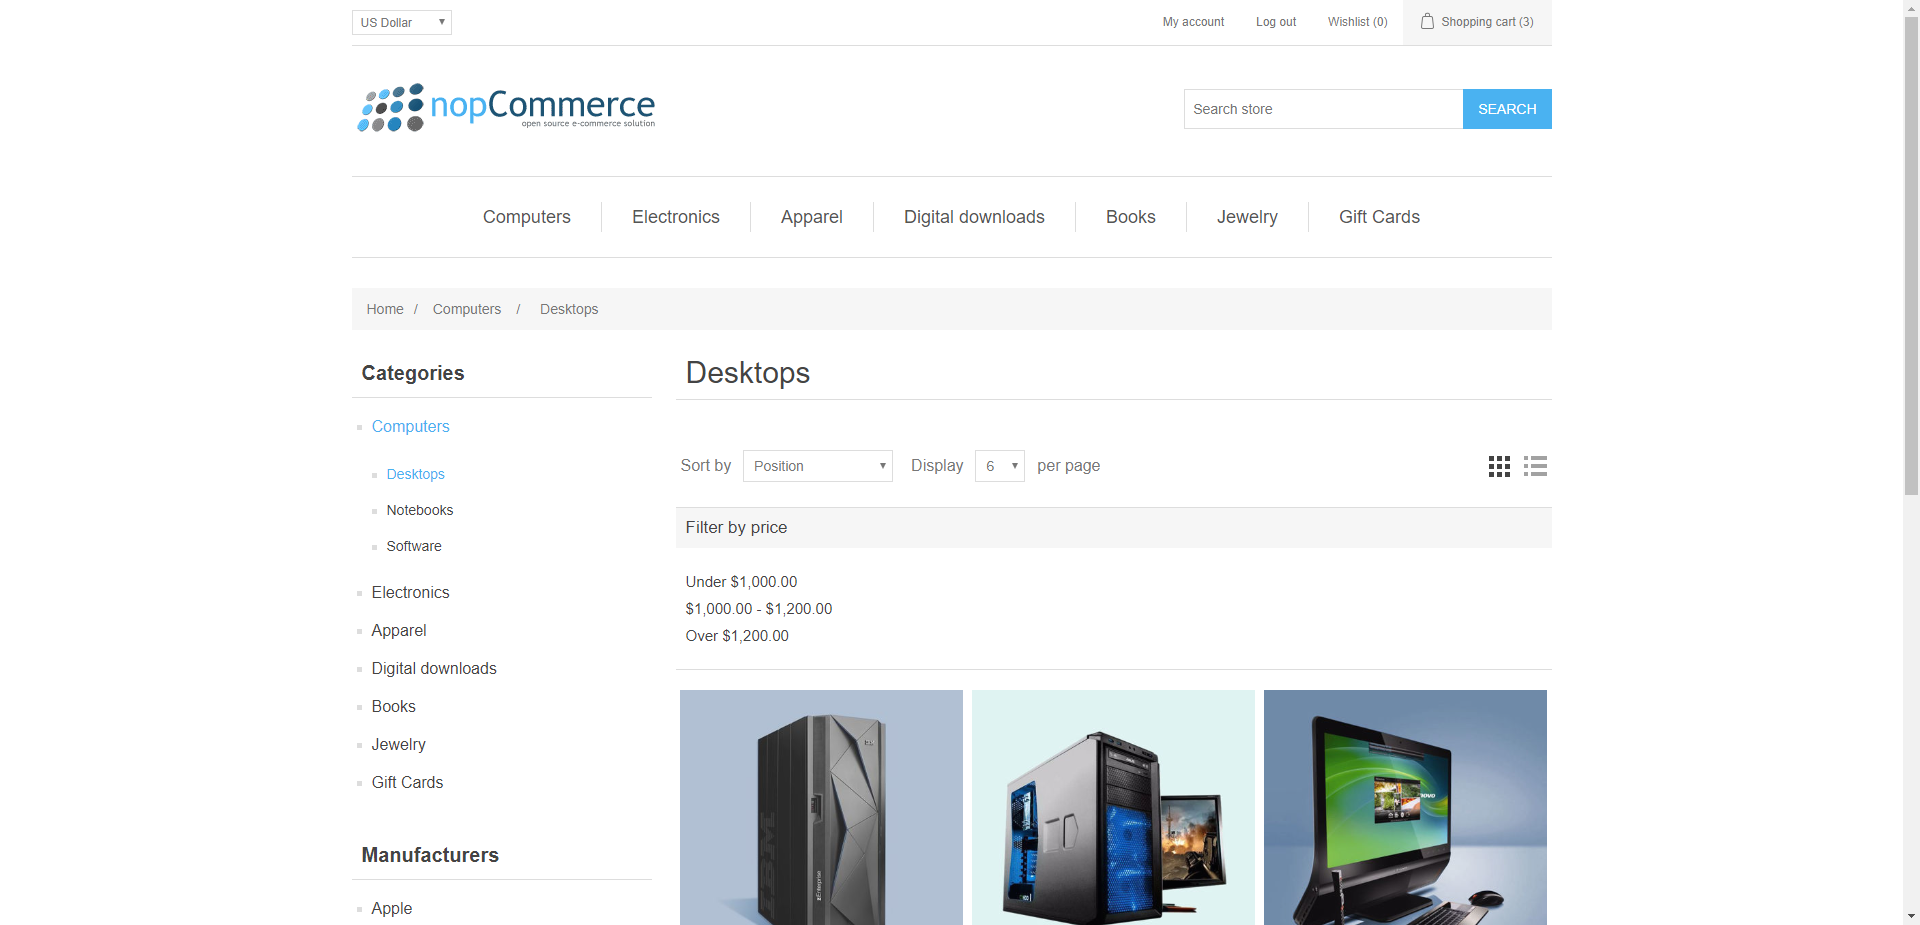 US Dollar
My account
Log out
Wishlist (0)
Shopping cart (3)
nopCommerce
open source e-commerce solution
Search store
SEARCH
Computers
Electronics
Apparel
Digital downloads
Books
Jewelry
Gift Cards
Home / Computers / Desktops
Categories
Computers
Desktops
Notebooks
Software
Electronics
Apparel
Digital downloads
Books
Jewelry
Gift Cards
Manufacturers
Apple
Desktops
Sort by Position Display 6 per page
Filter by price
Under $1,000.00
$1,000.00 - $1,200.00
Over $1,200.00
IBM
zEnterprise